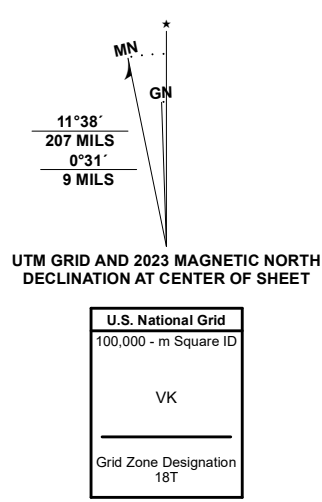 ★
MN
GN
11°38´
207 MILS
0°31´
9 MILS
UTM GRID AND 2023 MAGNETIC NORTH
DECLINATION AT CENTER OF SHEET
U.S. National Grid
100,000 - m Square ID
VK
Grid Zone Designation
18T